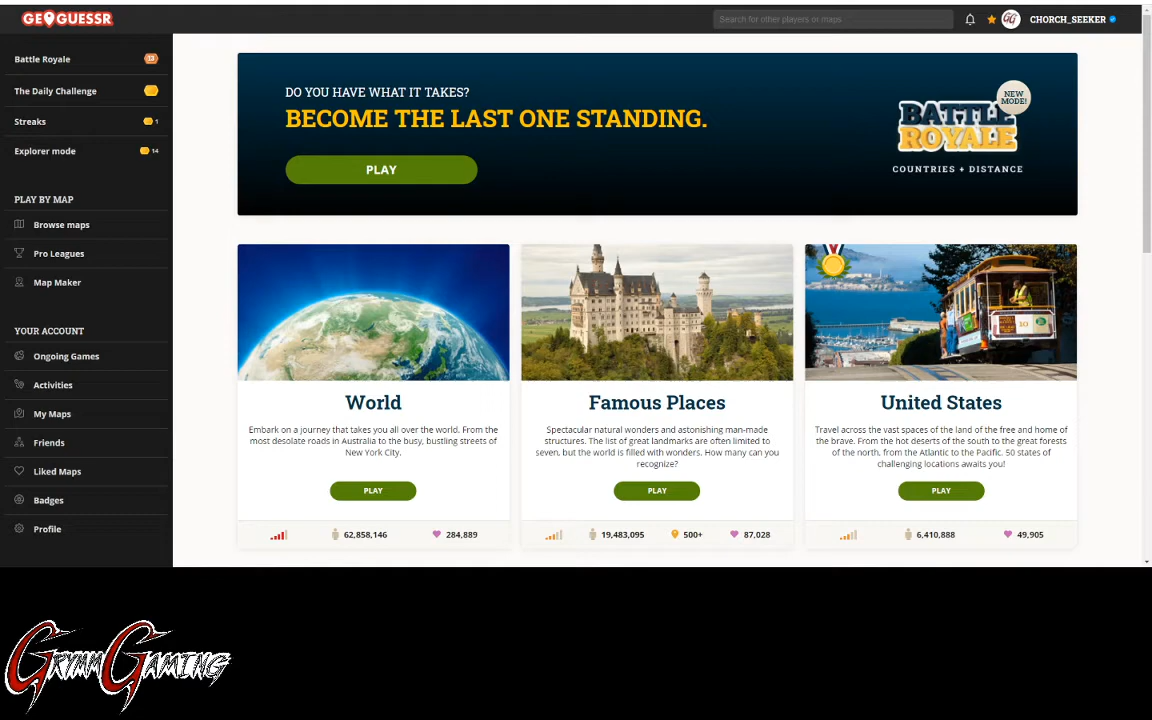 GEOGUESSR
Search for other players or maps
CHORCH_SEEKER
Battle Royale 13
The Daily Challenge
Streaks 1
Explorer mode 14
PLAY BY MAP
Browse maps
Pro Leagues
Map Maker
YOUR ACCOUNT
Ongoing Games
Activities
My Maps
Friends
Liked Maps
Badges
Profile
DO YOU HAVE WHAT IT TAKES?
BECOME THE LAST ONE STANDING.
PLAY
NEW
MODE!
BATTLE
ROYALE
COUNTRIES + DISTANCE
World
Embark on a journey that takes you all over the world. From the
most desolate roads in Australia to the busy, bustling streets of
New York City.
PLAY
62,858,146 284,889
Famous Places
Spectacular natural wonders and astonishing man-made
structures. The list of great landmarks are often limited to
seven, but the world is filled with wonders. How many can you
recognize?
PLAY
19,483,095 500+ 87,028
United States
Travel across the vast spaces of the land of the free and home of
the brave. From the hot deserts of the south to the great forests
of the north, from the Atlantic to the Pacific. 50 states of
challenging locations awaits you!
PLAY
6,410,888 49,905
GRYMMGAMING